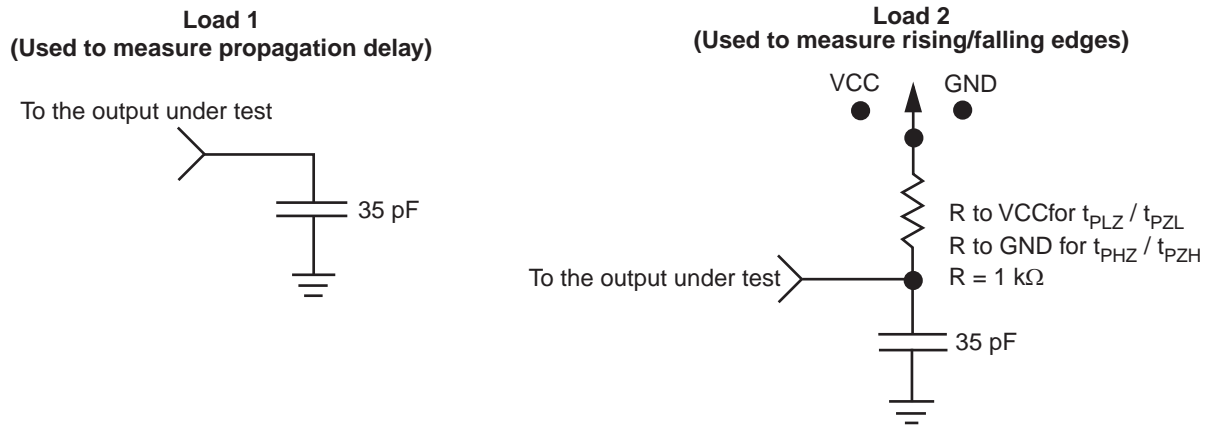 Load 1
(Used to measure propagation delay)
To the output under test
35 pF
Load 2
(Used to measure rising/falling edges)
VCC
GND
R to VCCfor tPLZ / tPZL
R to GND for tPHZ / tPZH
R = 1 kΩ
To the output under test
35 pF